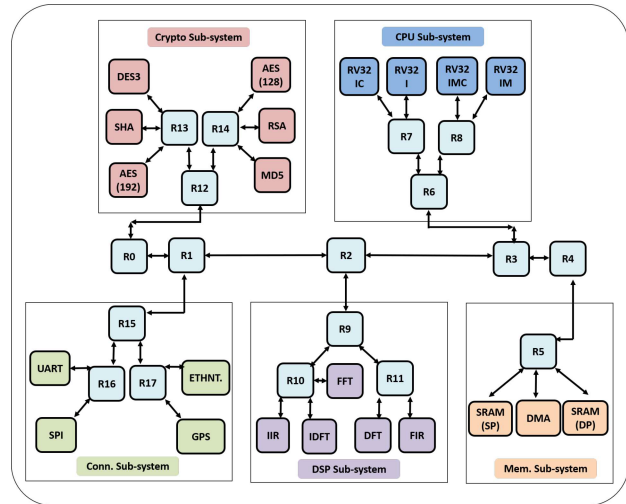 Crypto Sub-system
CPU Sub-system
DES3
AES
(128)
SHA
R13
R14
RSA
AES
(192)
R12
MD5
RV32
IC
RV32
I
RV32
IMC
RV32
IM
R7
R8
R6
R0
R1
R2
R3
R4
R15
UART
R16
R17
ETHNT.
SPI
GPS
Conn. Sub-system
R9
R10
FFT
R11
IIR
IDFT
DFT
FIR
DSP Sub-system
R5
SRAM
(SP)
DMA
SRAM
(DP)
Mem. Sub-system